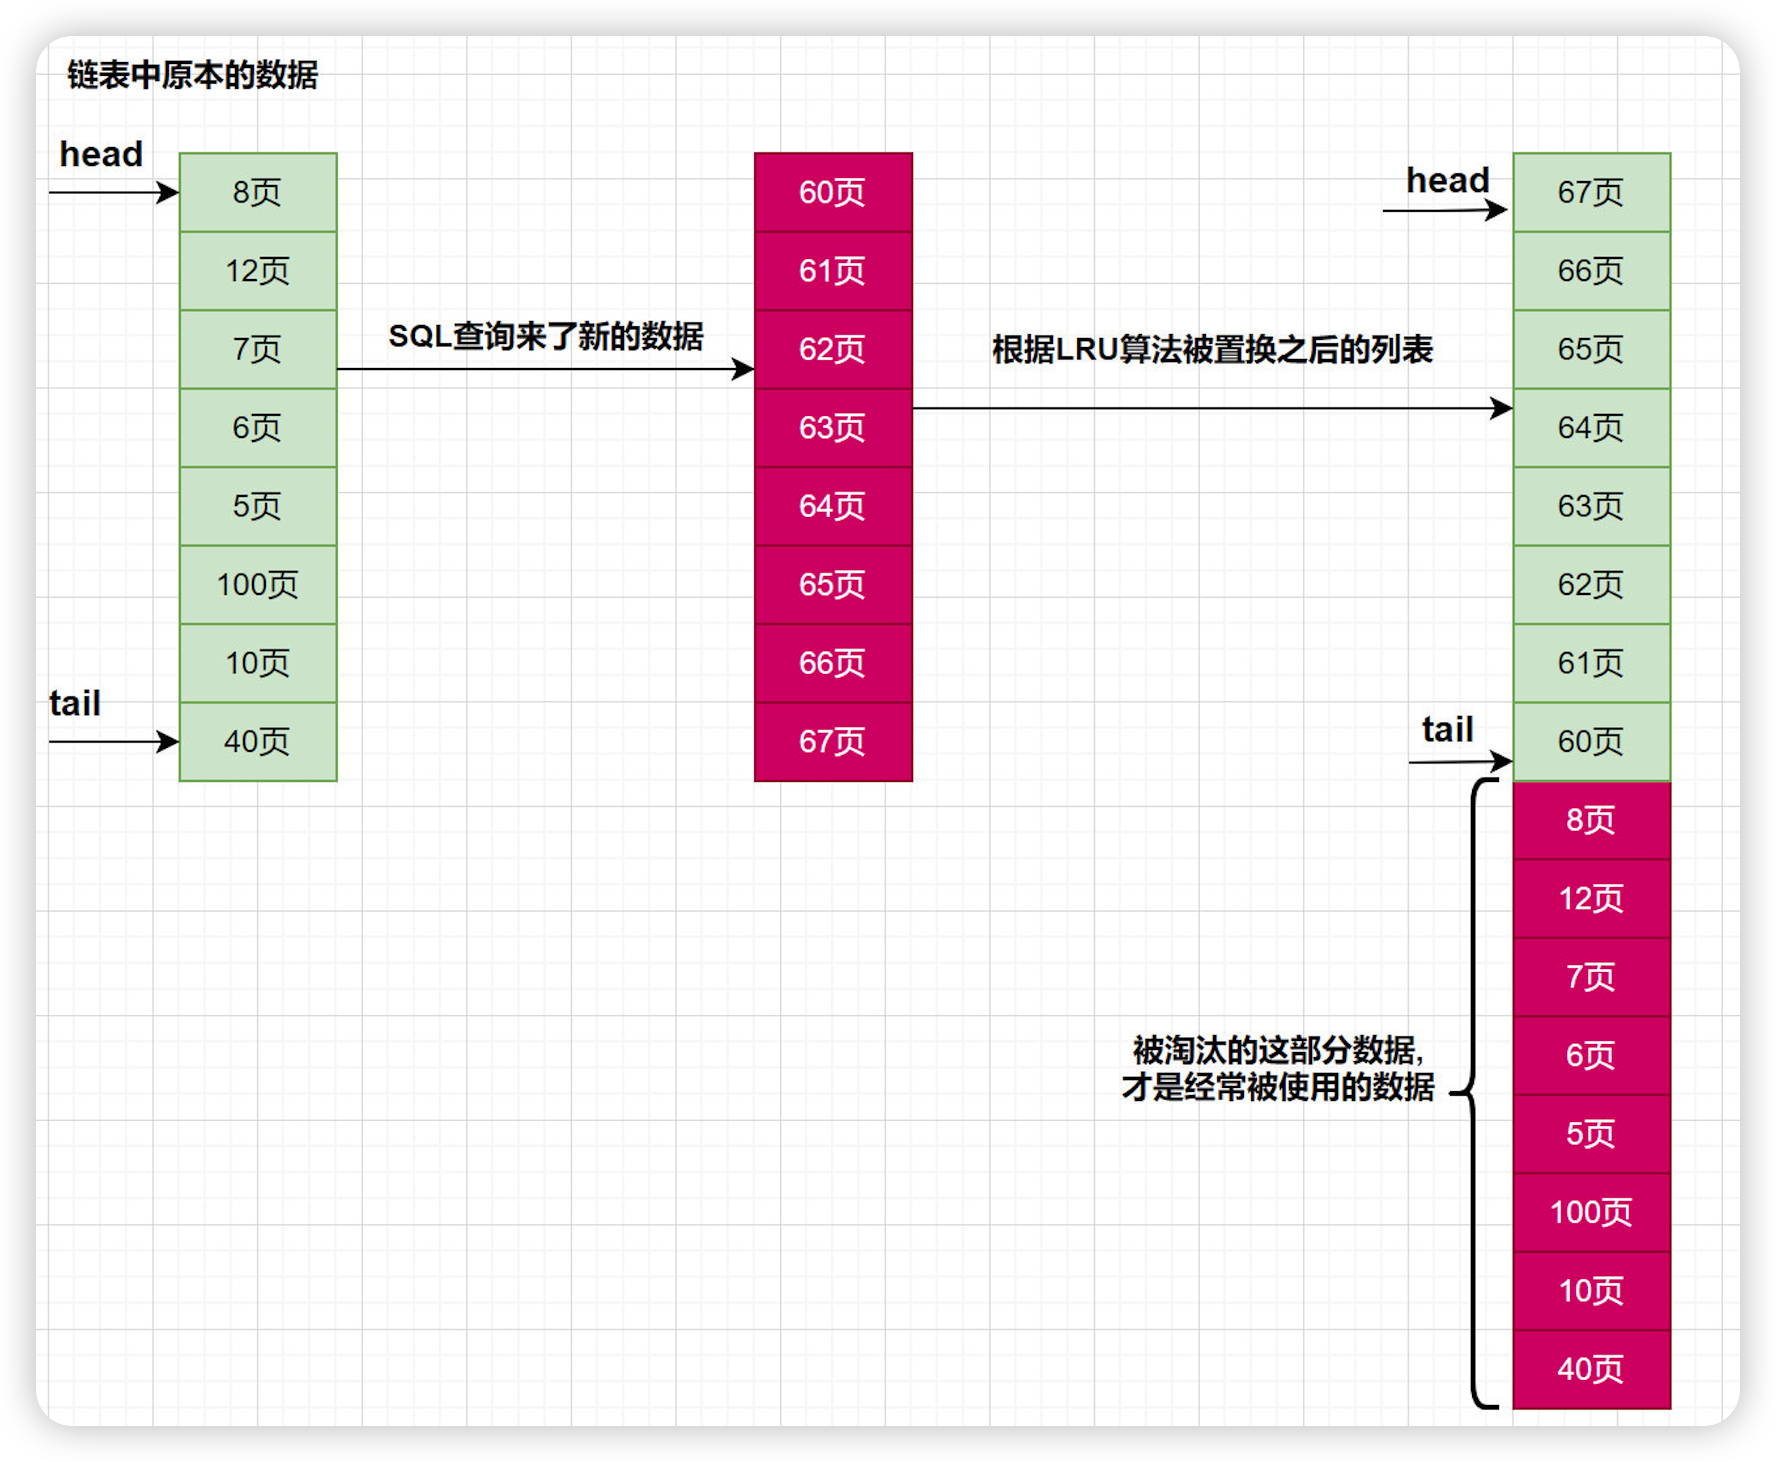 链表中原本的数据
head
8页
12页
7页
6页
5页
100页
10页
tail
40页
SQL查询来了新的数据
60页
61页
62页
63页
64页
65页
66页
67页
根据LRU算法被置换之后的列表
head
67页
66页
65页
64页
63页
62页
61页
tail
60页
8页
12页
7页
6页
5页
100页
10页
40页
被淘汰的这部分数据,
才是经常被使用的数据